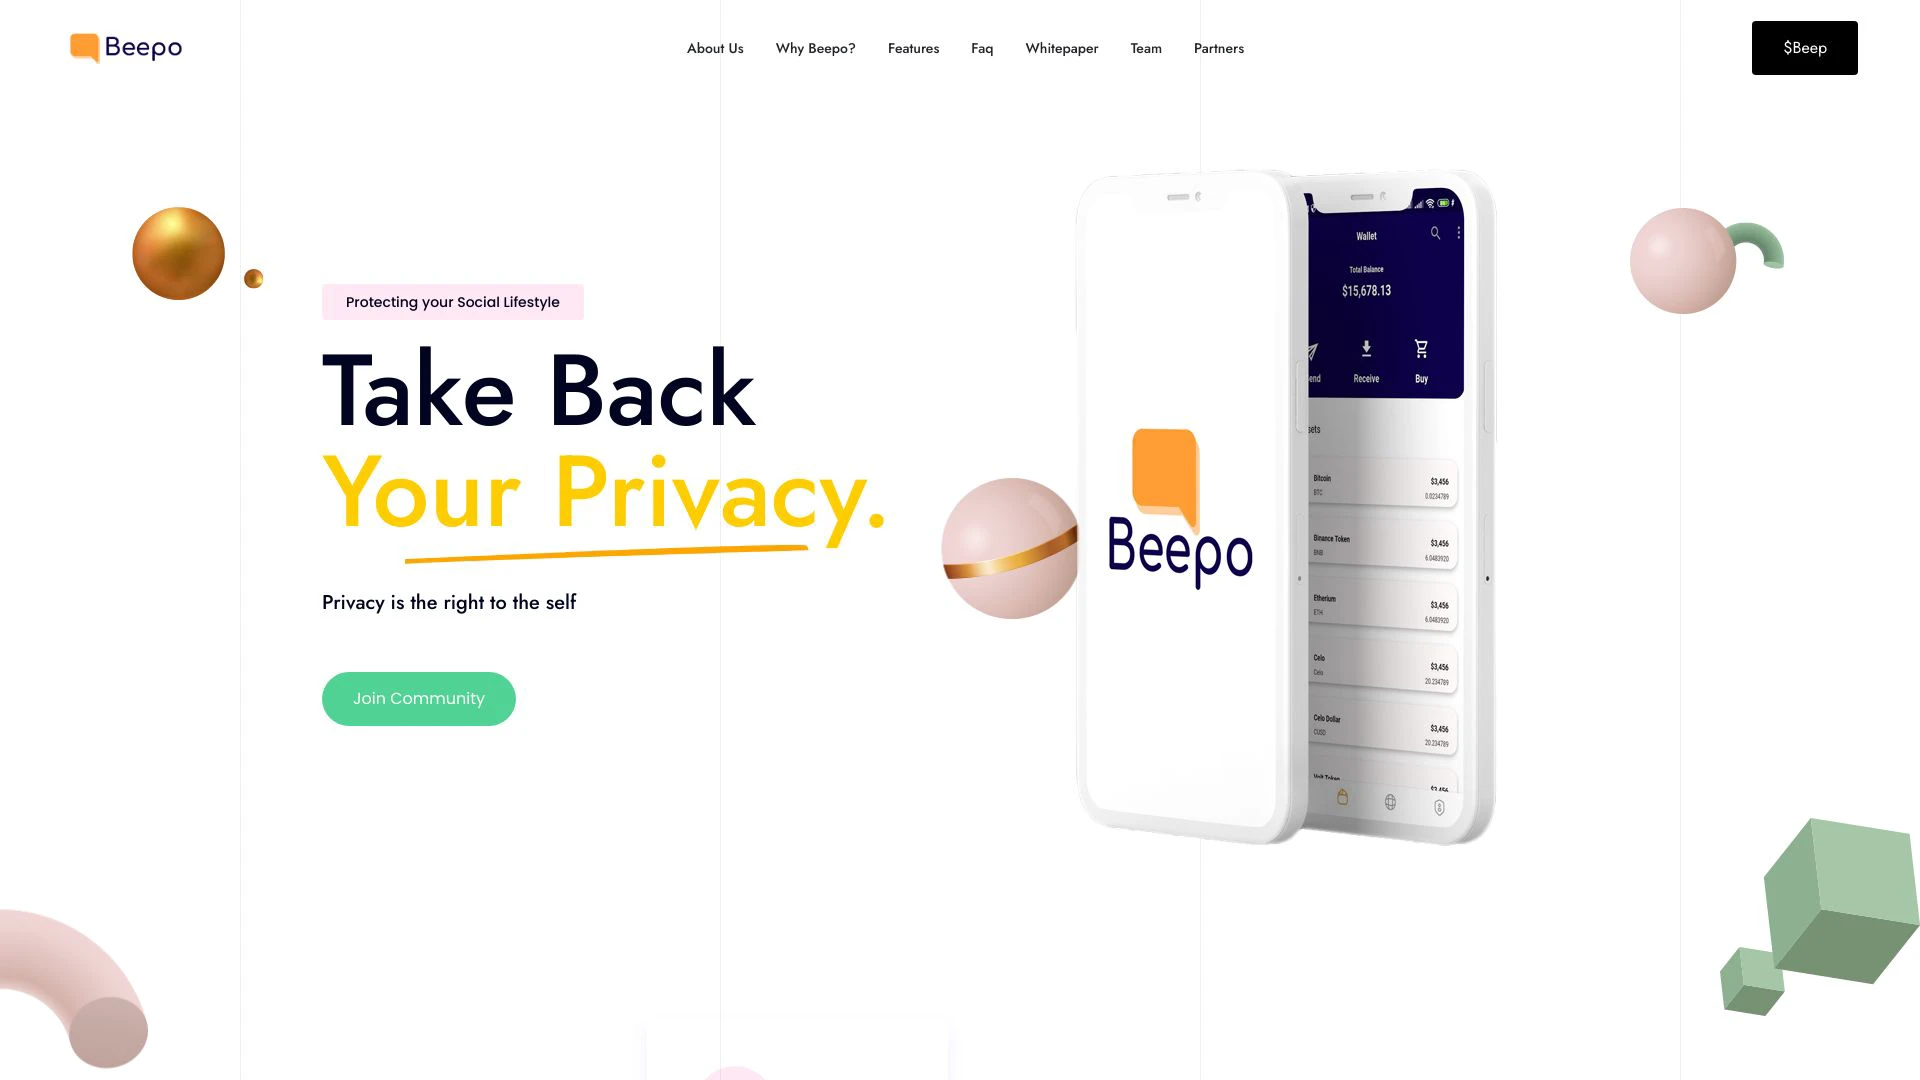 Beepo
About Us
Why Beepo?
Features
Faq
Whitepaper
Team
Partners
$Beep
Protecting your Social Lifestyle
Take Back
Your Privacy.
Privacy is the right to the self
Join Community
Beepo
Wallet
Total Balance
$15,678.13
end
Receive
Buy
sets
Bitcoin
$3,456
BTC
0.0234789
Binance Token
$3,456
BNB
6.0483920
Etherium
$3,456
ETH
6.0483920
Celo
$3,456
Celo
20.234789
Celo Dollar
$3,456
CUSD
20.234789
$3,456